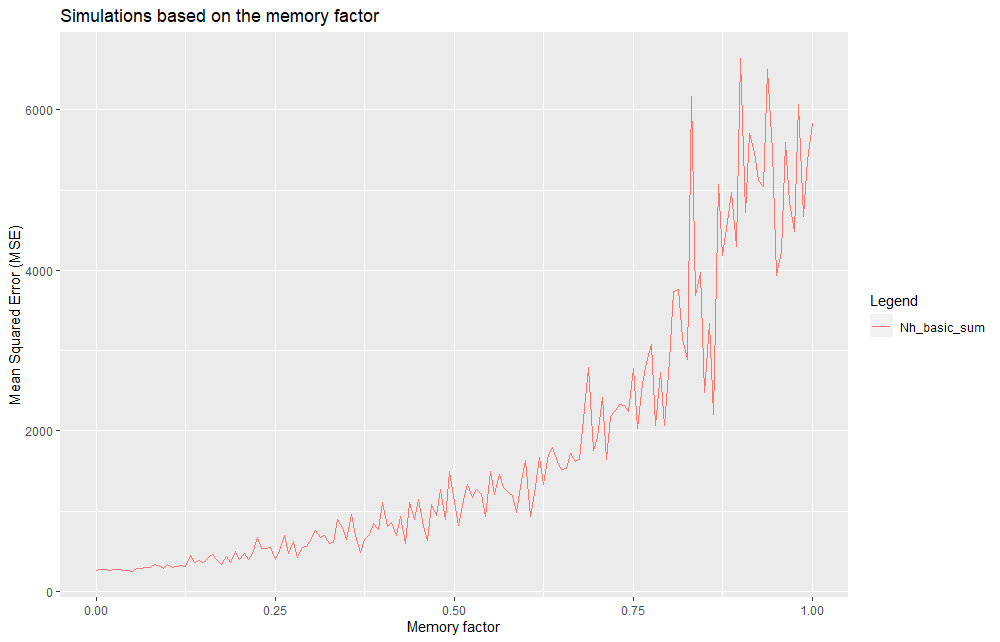 Simulations based on the memory factor
Mean Squared Error (MSE)
6000
4000
2000
0
0.00 0.25 0.50 0.75 1.00
Memory factor
Legend
Nh_basic_sum